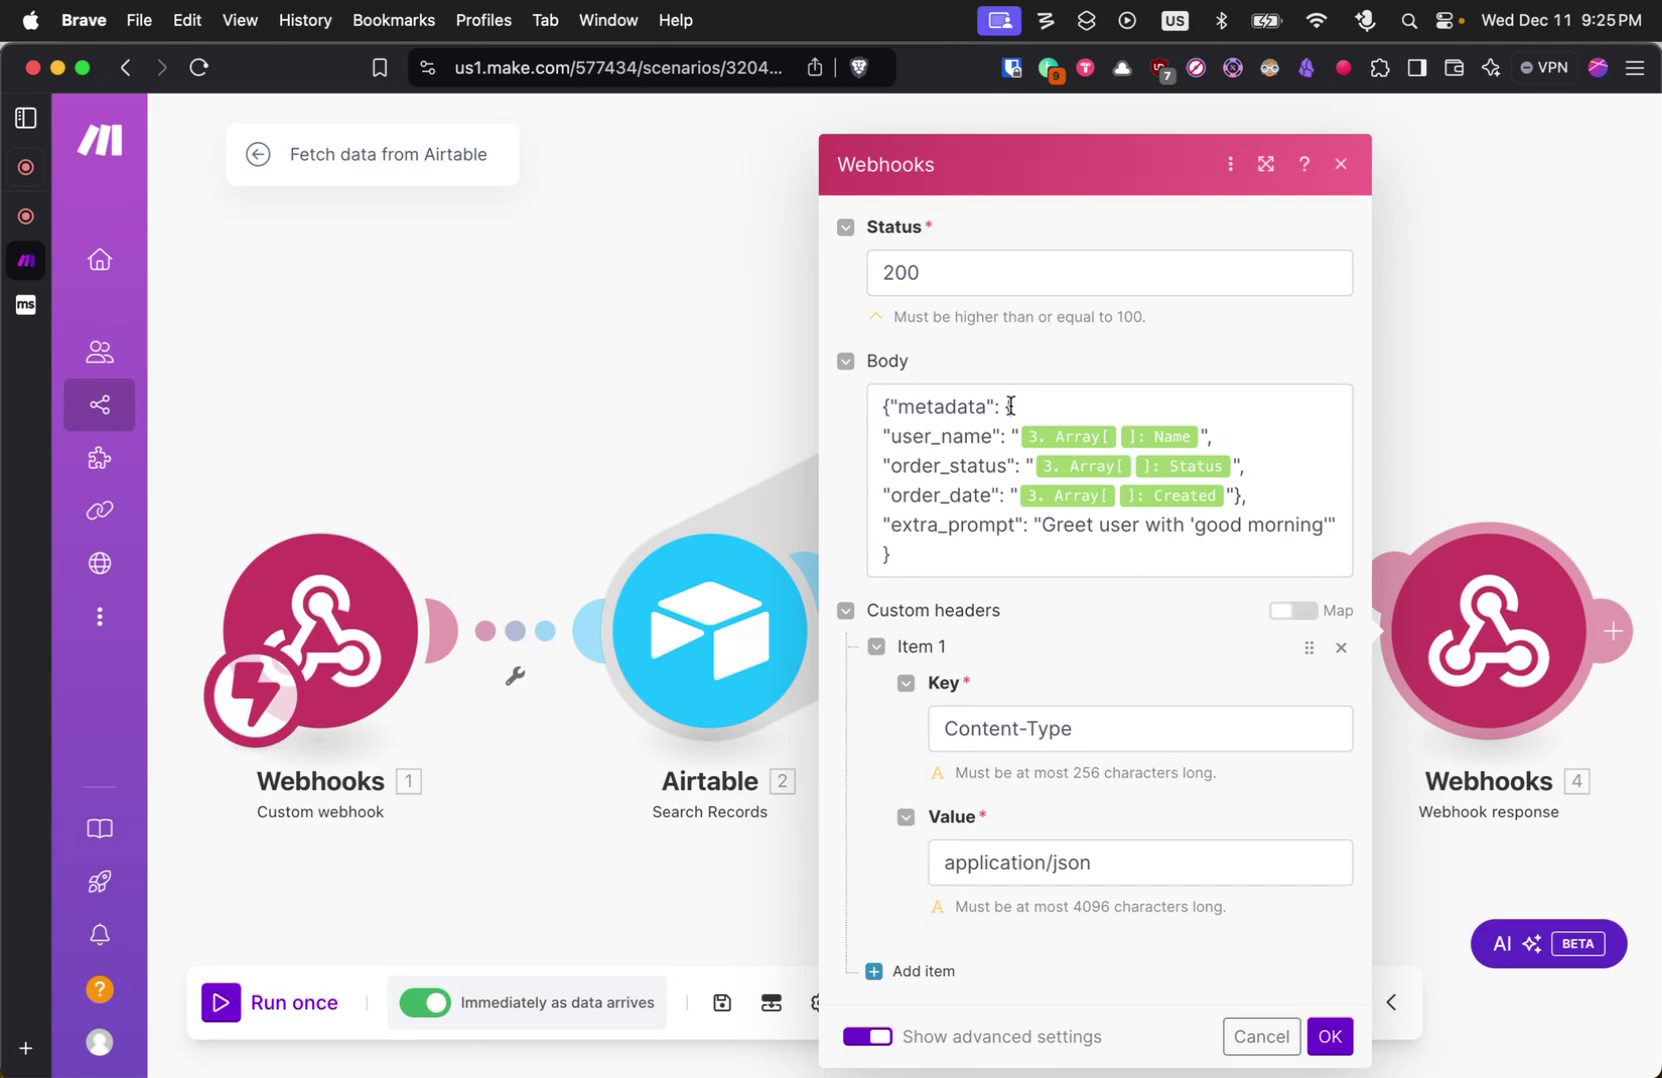 Brave File Edit View History Bookmarks Profiles Tab Window Help US Wed Dec 11 9:25 PM
us1.make.com/577434/scenarios/3204... 9 7 VPN
ms
Fetch data from Airtable
Webhooks
Status *
200
Must be higher than or equal to 100.
Body
{"metadata": {
"user_name": "3. Array[ ]: Name",
"order_status": "3. Array[ ]: Status",
"order_date": "3. Array[ ]: Created"},
"extra_prompt": "Greet user with 'good morning'"
}
Custom headers Map
Item 1
Key *
Content-Type
A Must be at most 256 characters long.
Value *
application/json
A Must be at most 4096 characters long.
Add item
Show advanced settings Cancel OK
Webhooks 1
Custom webhook
Airtable 2
Search Records
Webhooks 4
Webhook response
AI BETA
Run once Immediately as data arrives